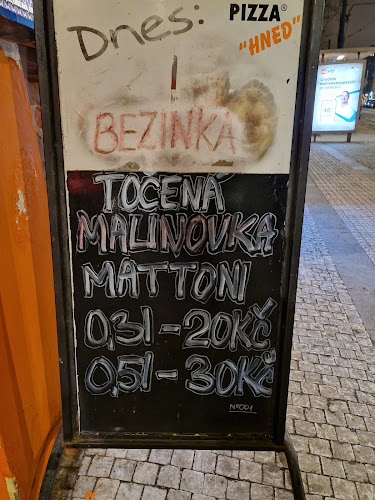 Dnes:
PIZZA®
"HNED"
BEZINKA
TOČENÁ
MALINOVKA
MATTONI
0,3l - 20KČ
0,5l - 30KČ